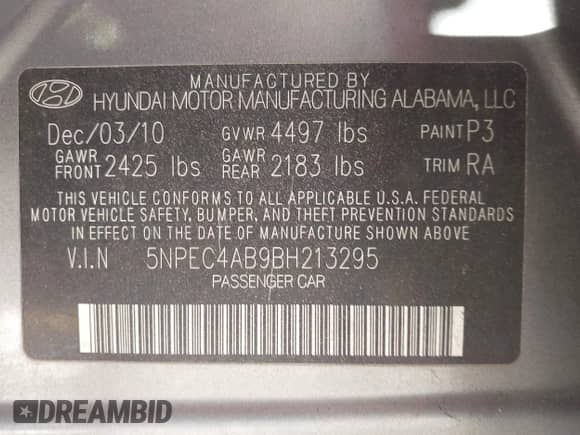 MANUFACTURED BY
HYUNDAI MOTOR MANUFACTURING ALABAMA, LLC
Dec/03/10 GVWR 4497 lbs PAINT P3
GAWR FRONT 2425 lbs GAWR REAR 2183 lbs TRIM RA
THIS VEHICLE CONFORMS TO ALL APPLICABLE U.S.A. FEDERAL
MOTOR VEHICLE SAFETY, BUMPER, AND THEFT PREVENTION STANDARDS
IN EFFECT ON THE DATE OF MANUFACTURE SHOWN ABOVE.
V.I.N 5NPEC4AB9BH213295
PASSENGER CAR
DREAMBID